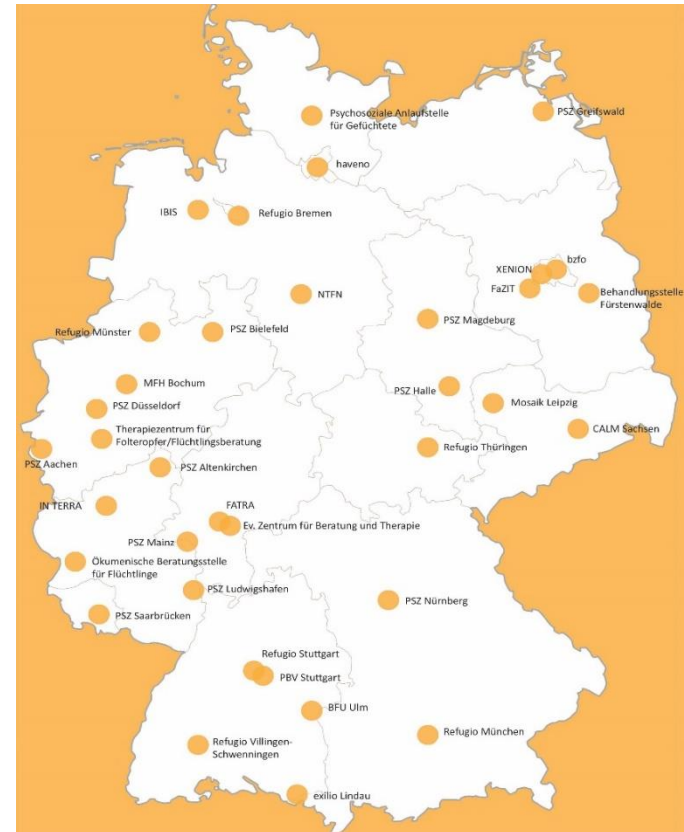 Psychosoziale Anlaufstelle
für Geflüchtete
PSZ Greifswald
haveno
IBIS
Refugio Bremen
XENION
bzfo
FaZIT
NTFN
Behandlungsstelle
Fürstenwalde
PSZ Magdeburg
Refugio Münster
PSZ Bielefeld
MFH Bochum
PSZ Halle
Mosaik Leipzig
PSZ Düsseldorf
CALM Sachsen
Therapiezentrum für
Folteropfer/Flüchtlingsberatung
Refugio Thüringen
PSZ Aachen
PSZ Altenkirchen
IN TERRA
FATRA
Ev. Zentrum für Beratung und Therapie
PSZ Mainz
Ökumenische Beratungsstelle
für Flüchtlinge
PSZ Ludwigshafen
PSZ Nürnberg
PSZ Saarbrücken
Refugio Stuttgart
PBV Stuttgart
BFU Ulm
Refugio Villingen-
Schwenningen
Refugio München
exilio Lindau